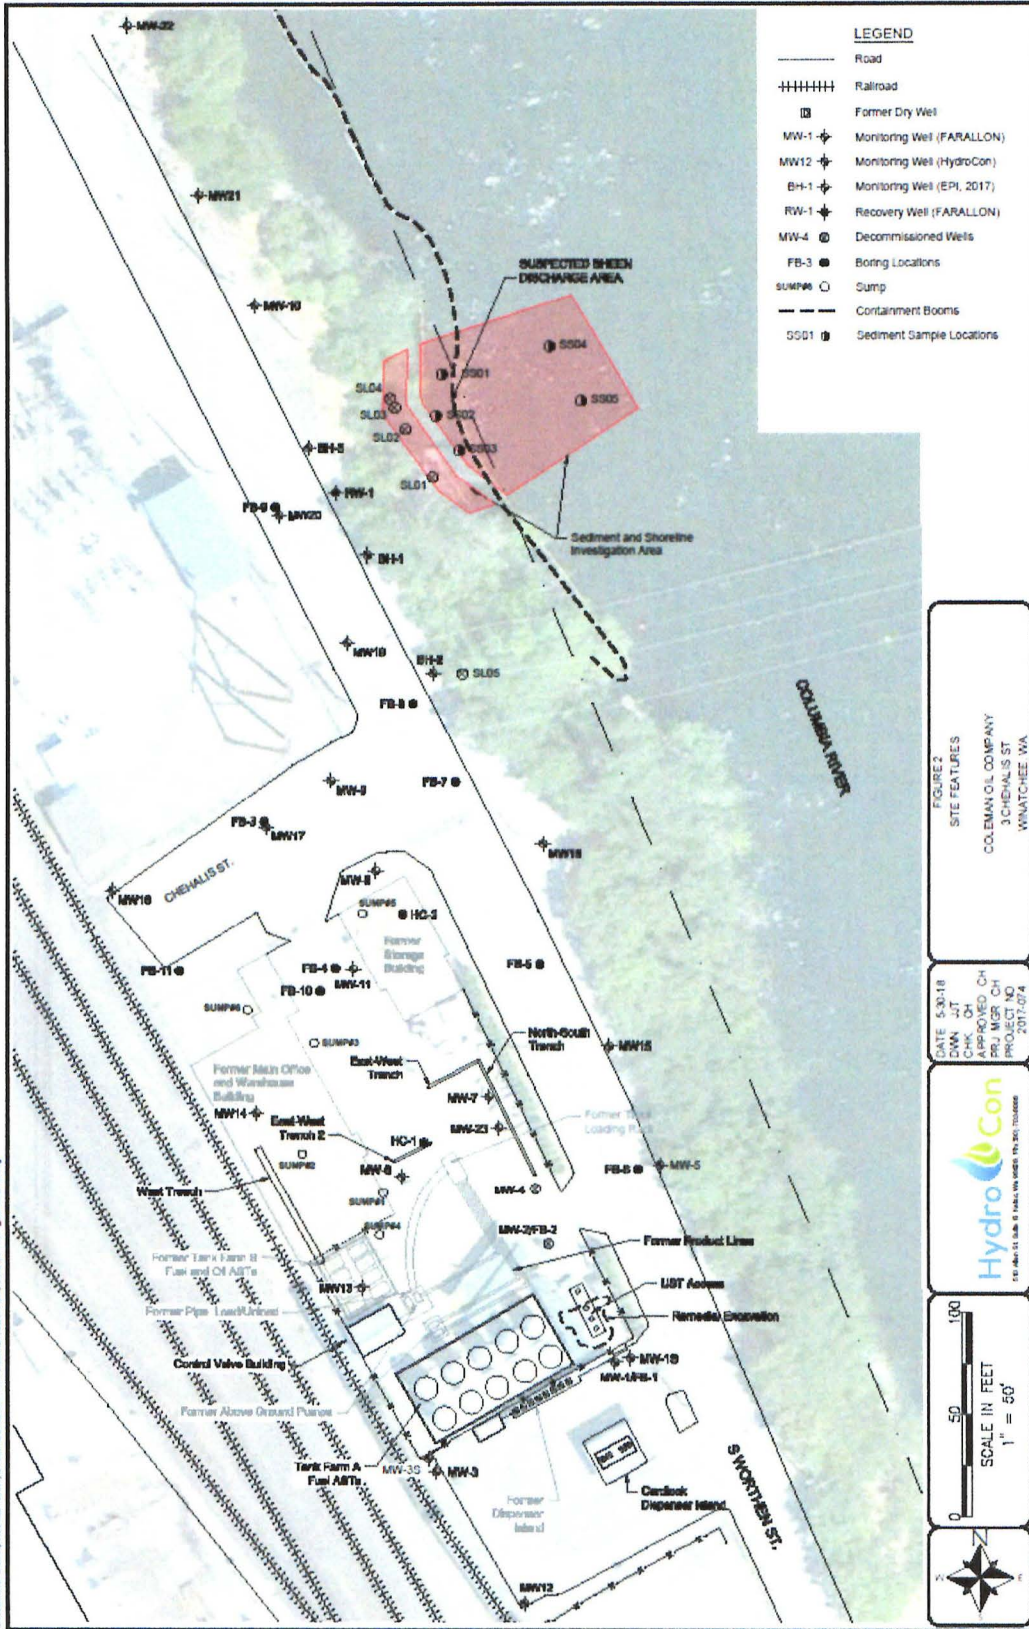 LEGEND
Road
Railroad
Former Dry Well
MW-1 Monitoring Well (FARALLON)
MW12 Monitoring Well (HydroCon)
BH-1 Monitoring Well (EPI, 2017)
RW-1 Recovery Well (FARALLON)
MW-4 Decommissioned Wells
FB-3 Boring Locations
SUMP#6 Sump
Containment Booms
SS01 Sediment Sample Locations
MW-22
MW21
MW-10
SUSPECTED SHEEN
DISCHARGE AREA
SS04
SS01
SS05
SL04
SL03
SS02
SL02
SS03
SL01
BH-3
RW-1
FB-9
MW20
BH-1
Sediment and Shoreline
Investigation Area
MW19
BH-2
SL05
FB-8
COLUMBIA RIVER
MW-9
FB-7
FB-3
MW17
MW18
CHEHALIS ST.
MW-8
SUMP#5
HC-2
Former
Storage
Building
FB-11
FB-4
MW-11
FB-5
FB-10
SUMP#6
SUMP#3
North-South
Trench
MW15
East-West
Trench
Former Main Office
and Warehouse
Building
MW-7
MW14
East-West
Trench 2
MW-23
Former Truck
Loading Rack
HC-1
SUMP#2
MW-6
FB-6
MW-5
West Trench
MW-4
SUMP#4
MW-2/FB-2
Former Product Lines
Former Tank Farm B
Fuel and Oil ASTs
MW13
UST Access
Former Pipe Load/Unload
Remedial Excavation
Control Valve Building
MW-1S
MW-1/FB-1
Former Above Ground Pumps
Tank Farm A
Fuel ASTs
MW-3S
MW-3
Former
Dispenser
Island
Cardlock
Dispenser Island
S WORTHEN ST.
MW12
FIGURE 2
SITE FEATURES
COLEMAN OIL COMPANY
3 CHEHALIS ST
WINATCHEE, WA
DATE 5-30-18
DWN JJT
CHK CH
APPROVED CH
PRJ. MGR CH
PROJECT NO
2017-074
HydroCon
0 50 100
SCALE IN FEET
1" = 50'